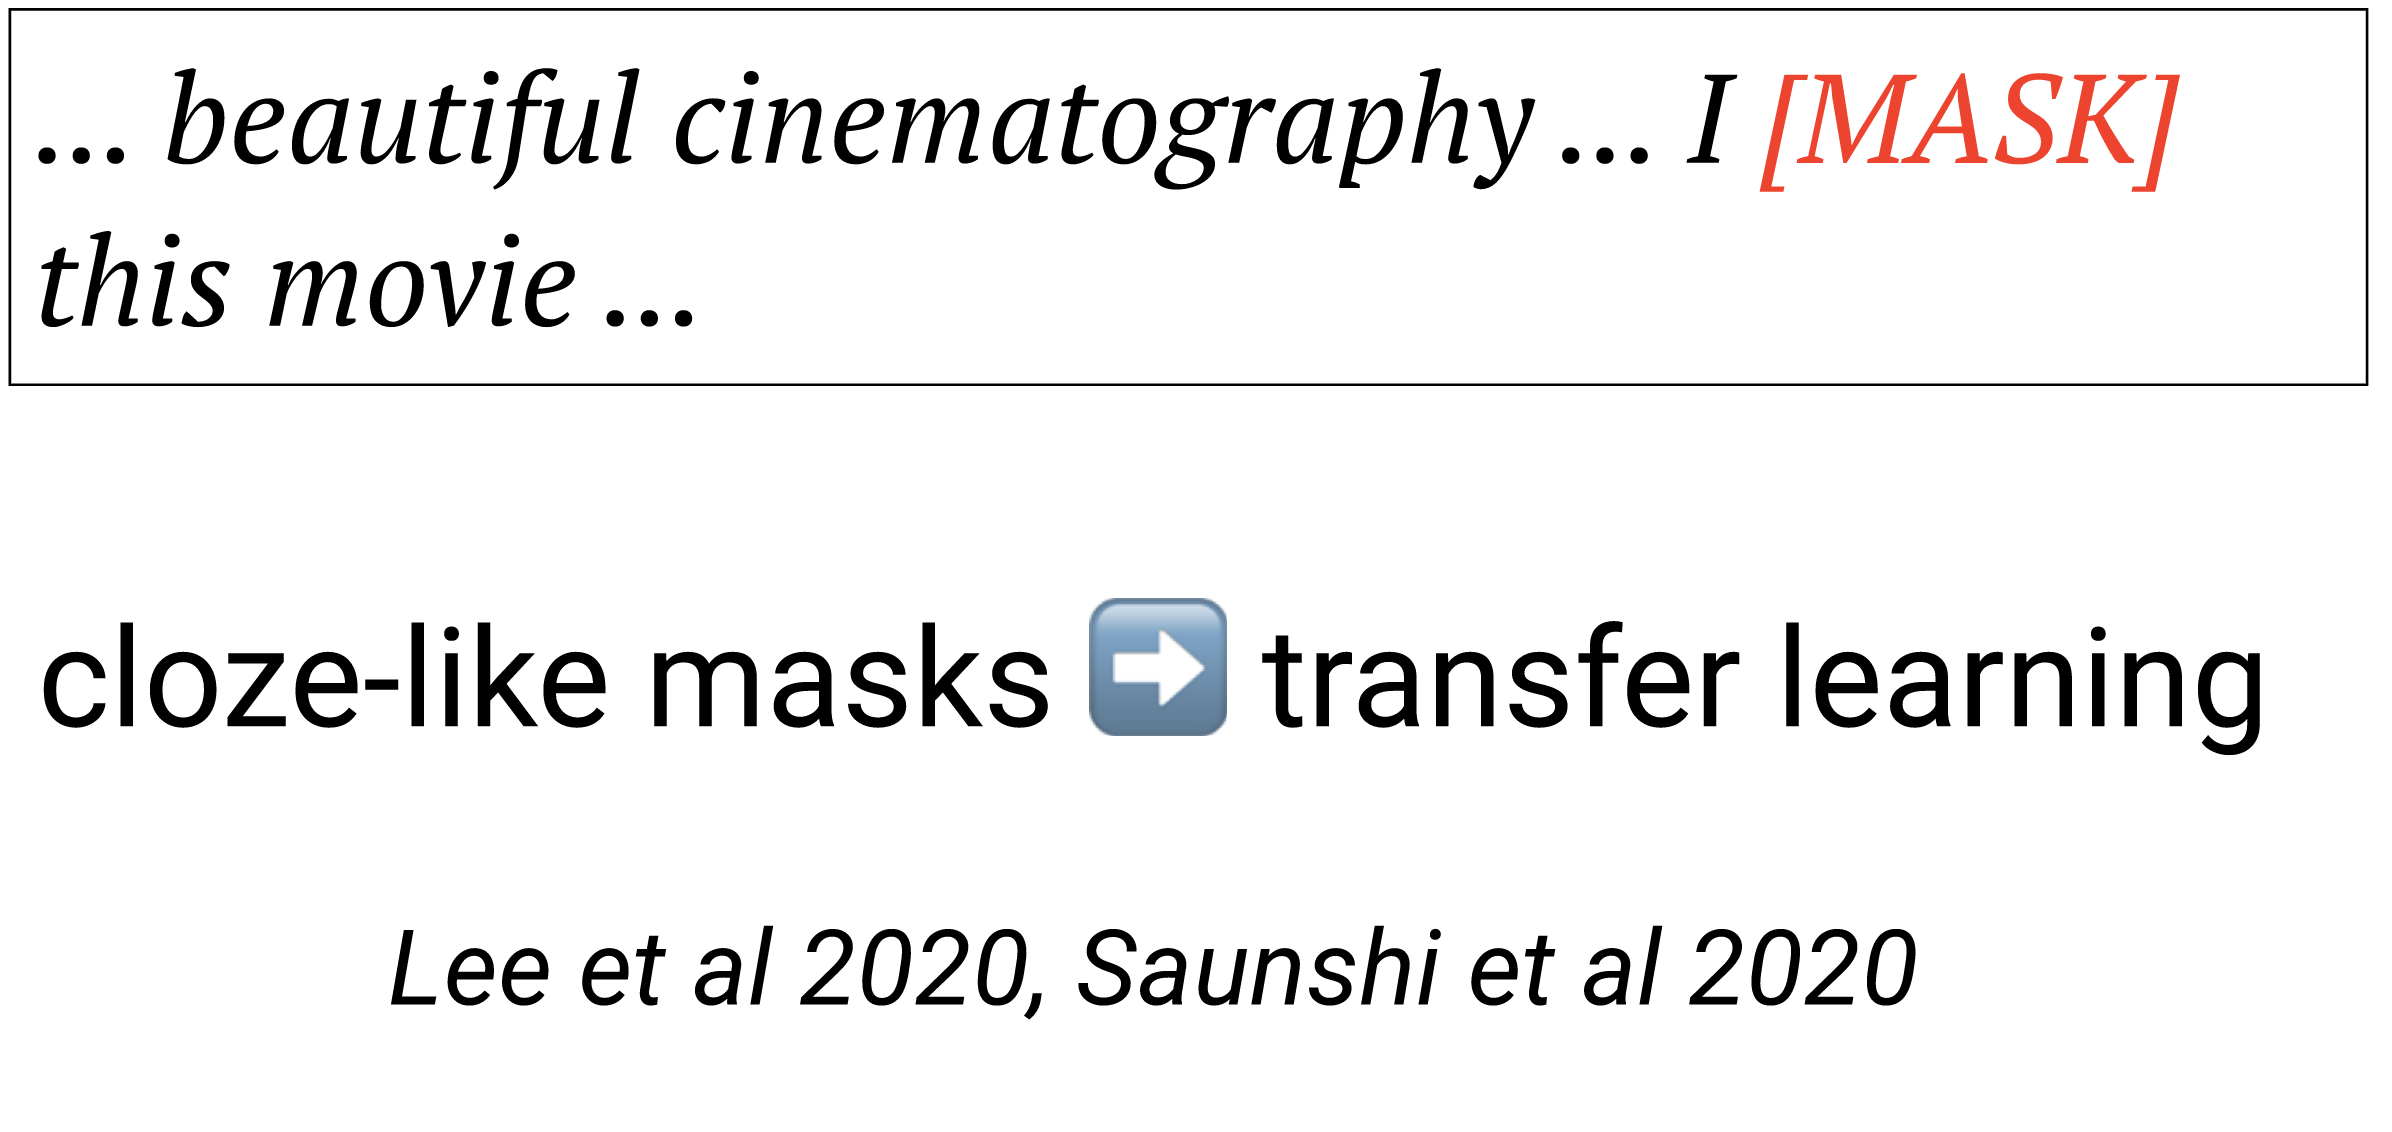 ... beautiful cinematography ... I [MASK]
this movie ...
cloze-like masks ➡ transfer learning
Lee et al 2020, Saunshi et al 2020